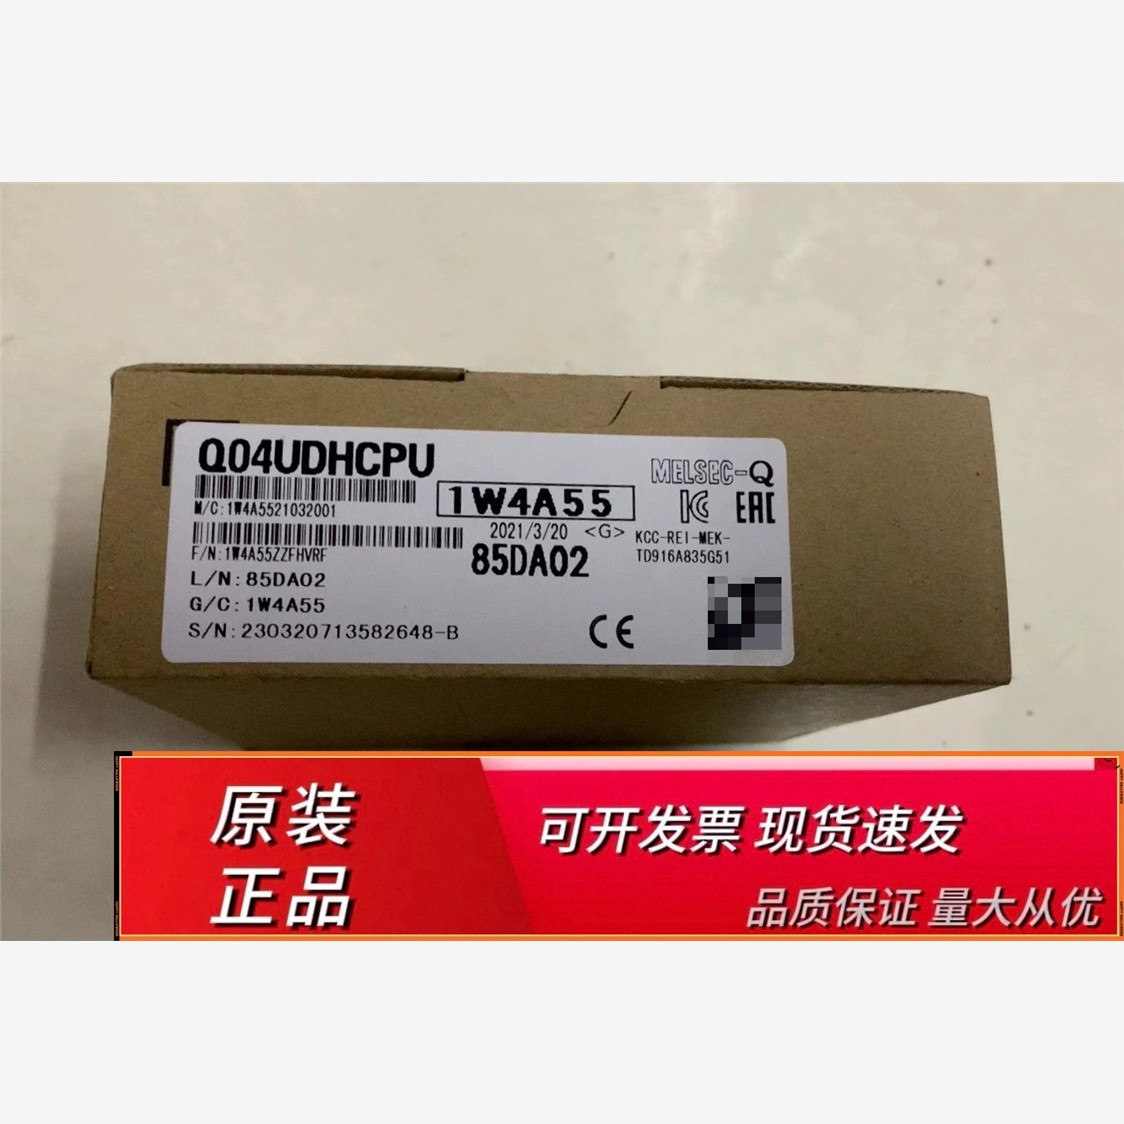 Q04UDHCPU
MELSEC-Q
1W4A55
M/C:1W4A5521032001
EAC
2021/3/20 <G>
KCC-REI-MEK-
TD916A835G51
F/N:1W4A55ZZFHVRF
85DA02
L/N:85DA02
G/C:1W4A55
S/N:230320713582648-B
CE
原装
正品
可开发票 现货速发
品质保证 量大从优